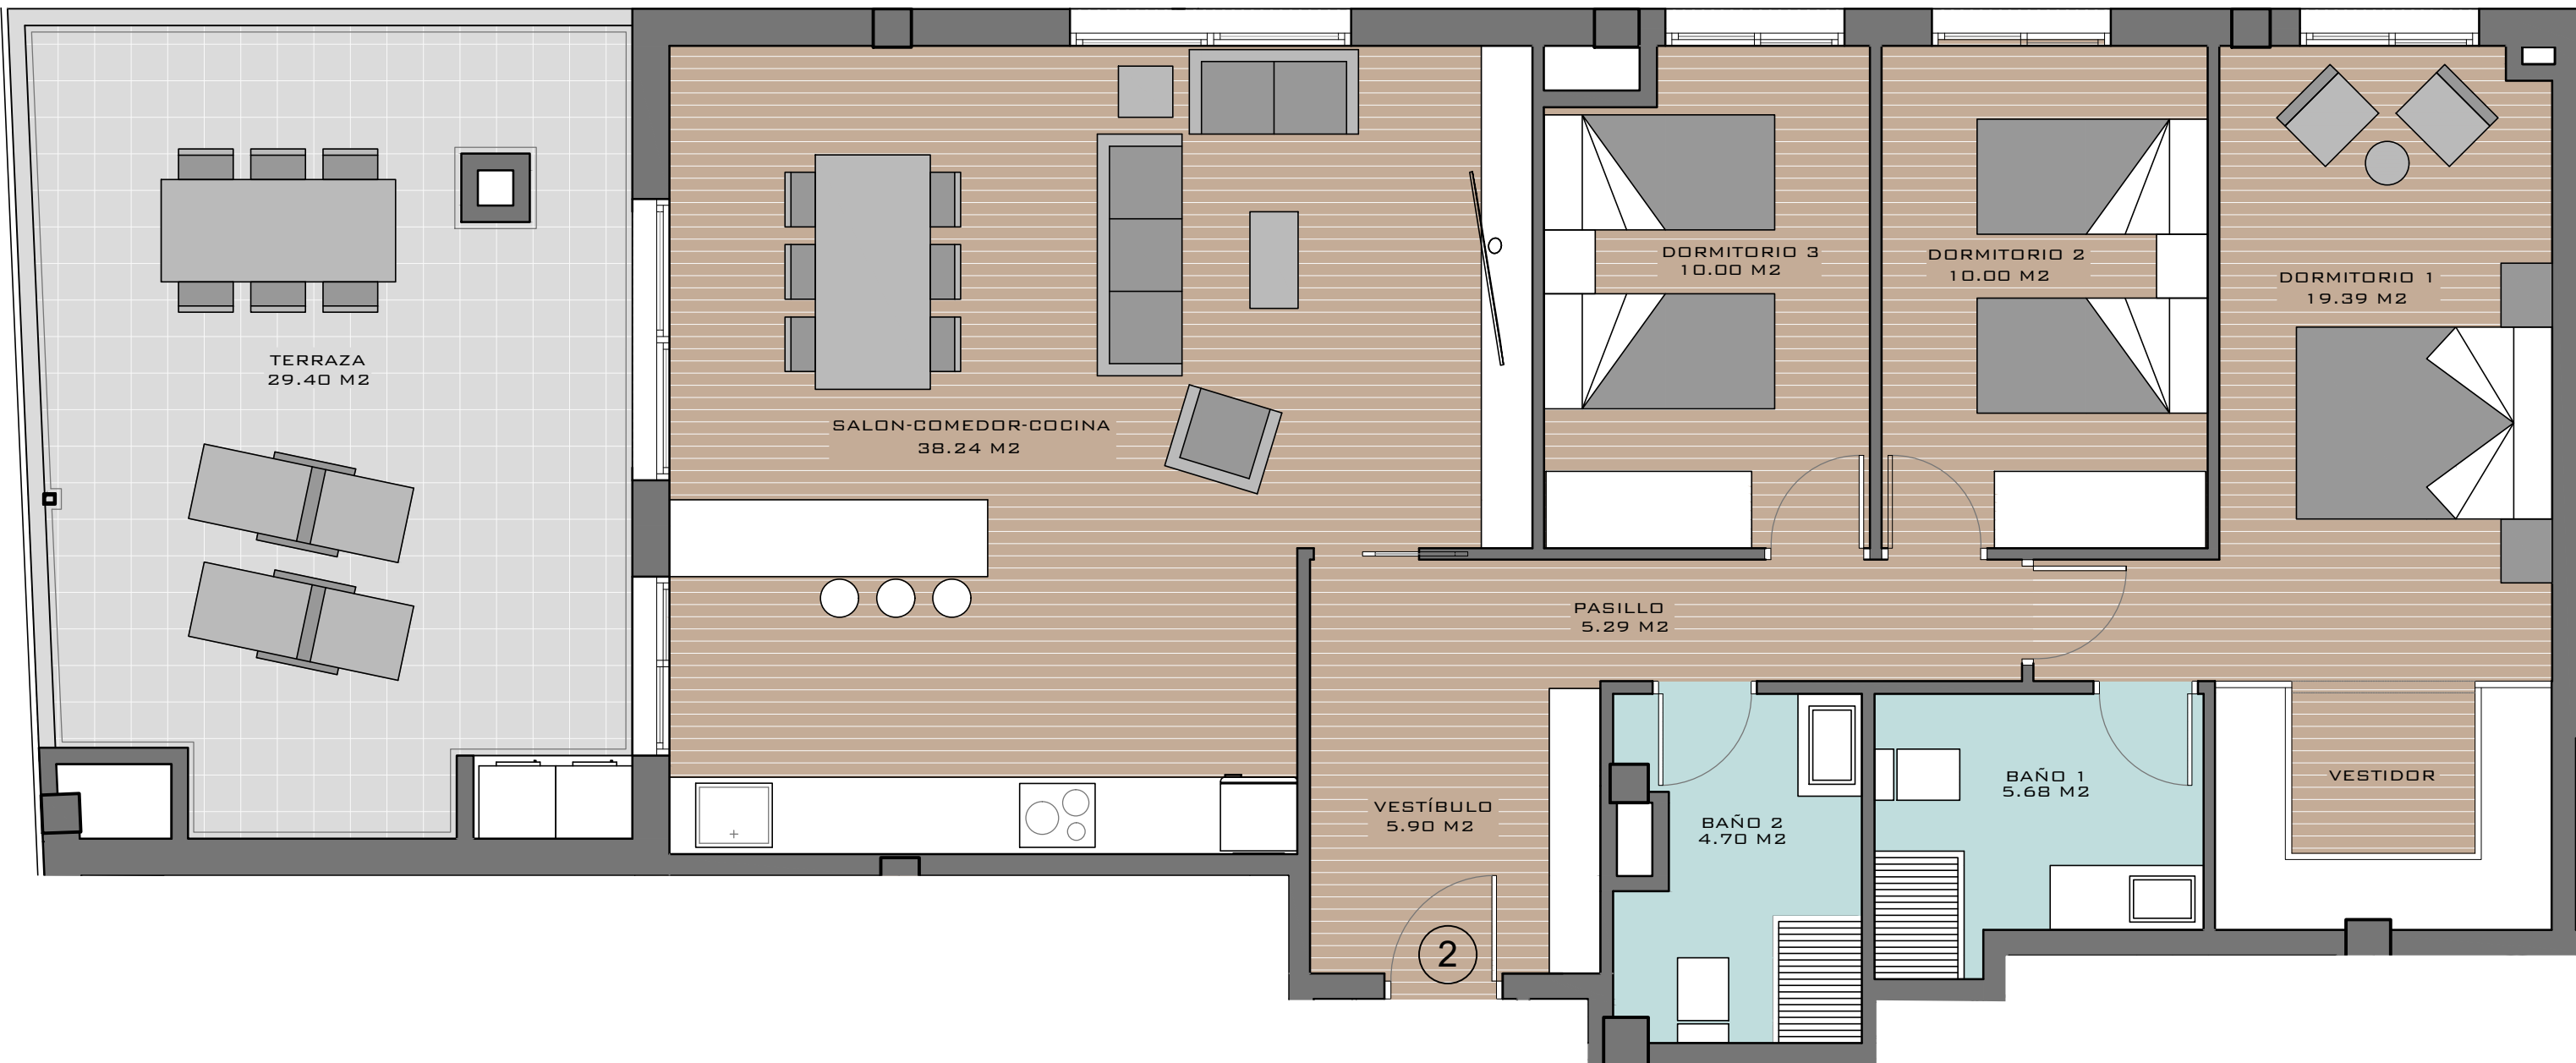 TERRAZA
29.40 M2
SALON-COMEDOR-COCINA
38.24 M2
DORMITORIO 3
10.00 M2
DORMITORIO 2
10.00 M2
DORMITORIO 1
19.39 M2
PASILLO
5.29 M2
VESTÍBULO
5.90 M2
BAÑO 2
4.70 M2
BAÑO 1
5.68 M2
VESTIDOR
2